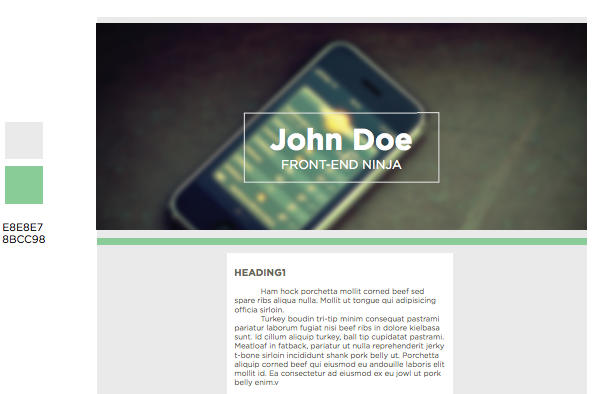 John Doe
FRONT-END NINJA
E8E8E7
8BCC98
HEADING1
Ham hock porchetta mollit corned beef sed
spare ribs aliqua nulla. Mollit ut tongue qui adipisicing
officia sirloin.
Turkey boudin tri-tip minim consequat pastrami
pariatur laborum fugiat nisi beef ribs in dolore kielbasa
sunt. Id cillum aliquip turkey, ball tip cupidatat pastrami.
Meatloaf in fatback, pariatur ut nulla reprehenderit jerky
t-bone sirloin incididunt shank pork belly ut. Porchetta
aliquip corned beef qui eiusmod eu andouille laboris elit
mollit id. Ea consectetur ad eiusmod ex eu jowl ut pork
belly enim.v